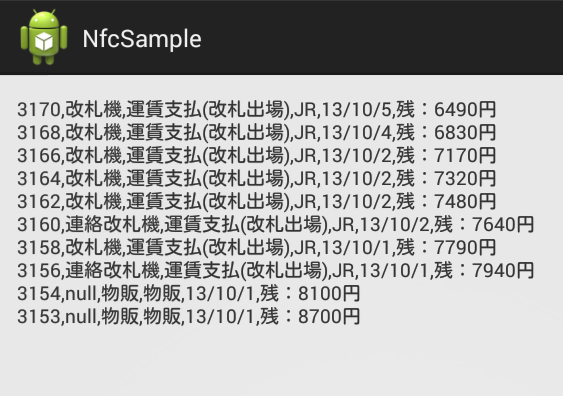 NfcSample
3170,改札機,運賃支払(改札出場),JR,13/10/5,残：6490円
3168,改札機,運賃支払(改札出場),JR,13/10/4,残：6830円
3166,改札機,運賃支払(改札出場),JR,13/10/2,残：7170円
3164,改札機,運賃支払(改札出場),JR,13/10/2,残：7320円
3162,改札機,運賃支払(改札出場),JR,13/10/2,残：7480円
3160,連絡改札機,運賃支払(改札出場),JR,13/10/2,残：7640円
3158,改札機,運賃支払(改札出場),JR,13/10/1,残：7790円
3156,連絡改札機,運賃支払(改札出場),JR,13/10/1,残：7940円
3154,null,物販,物販,13/10/1,残：8100円
3153,null,物販,物販,13/10/1,残：8700円